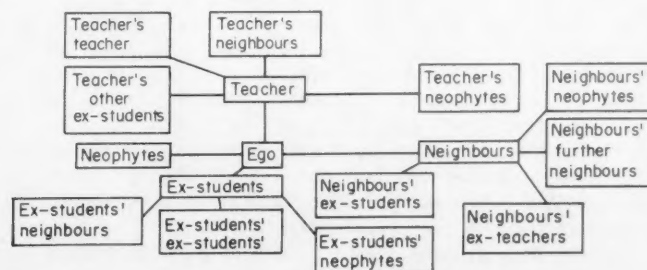 Teacher's
teacher
Teacher's
neighbours
Teacher's
other
ex-students
Teacher
Teacher's
neophytes
Neighbours'
neophytes
Neophytes
Ego
Neighbours
Neighbours'
further
neighbours
Ex-students
Neighbours'
ex-students
Neighbours'
ex-teachers
Ex-students'
neighbours
Ex-students'
ex-students'
Ex-students'
neophytes